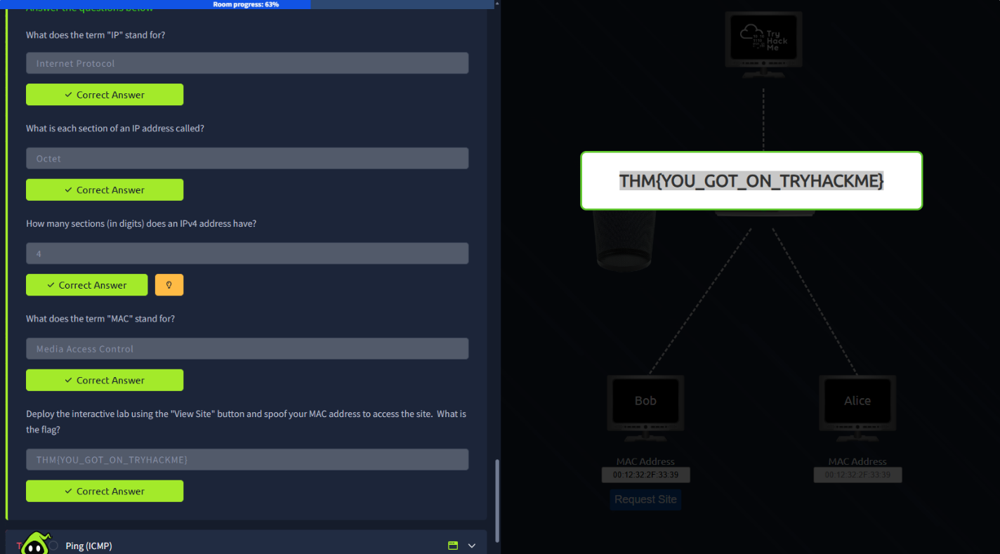 Room progress: 63%
Answer the questions below
What does the term "IP" stand for?
Internet Protocol
Correct Answer
What is each section of an IP address called?
Octet
Correct Answer
How many sections (in digits) does an IPv4 address have?
4
Correct Answer
What does the term "MAC" stand for?
Media Access Control
Correct Answer
Deploy the interactive lab using the "View Site" button and spoof your MAC address to access the site. What is
the flag?
THM{YOU_GOT_ON_TRYHACKME}
Correct Answer
Ping (ICMP)
Try
Hack
Me
THM{YOU_GOT_ON_TRYHACKME}
Bob
Alice
MAC Address
MAC Address
00:12:32:2F:33:39
00:12:32:2F:33:39
Request Site